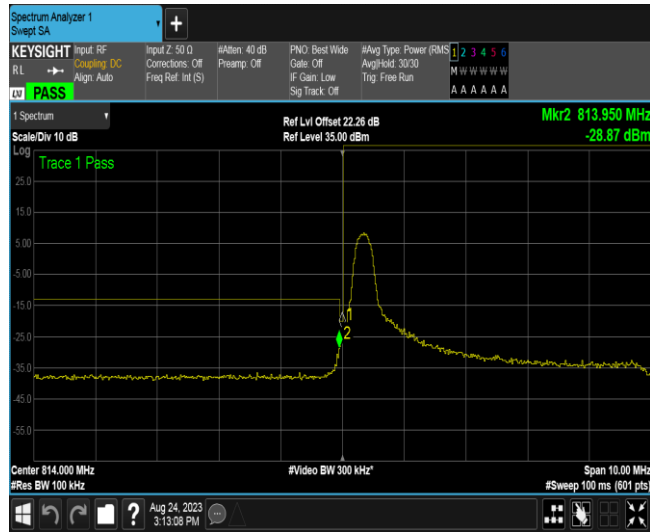 Spectrum Analyzer 1
Swept SA
+
KEYSIGHT Input: RF Input Z: 50 Ω #Atten: 40 dB PNO: Best Wide #Avg Type: Power (RMS 1 2 3 4 5 6
RL Coupling: DC Corrections: Off Preamp: Off Gate: Off Avg|Hold: 30/30 M W W W W W
Align: Auto Freq Ref: Int (S) IF Gain: Low Trig: Free Run
Sig Track: Off A A A A A A
LXI PASS
1 Spectrum Ref Lvl Offset 22.26 dB Mkr2 813.950 MHz
Scale/Div 10 dB Ref Level 35.00 dBm -28.87 dBm
Log
Trace 1 Pass
25.0
15.0
5.00
-5.00
-15.0
1
2
-25.0
-35.0
-45.0
-55.0
Center 814.000 MHz #Video BW 300 kHz* Span 10.00 MHz
#Res BW 100 kHz #Sweep 100 ms (601 pts)
? Aug 24, 2023
3:13:08 PM